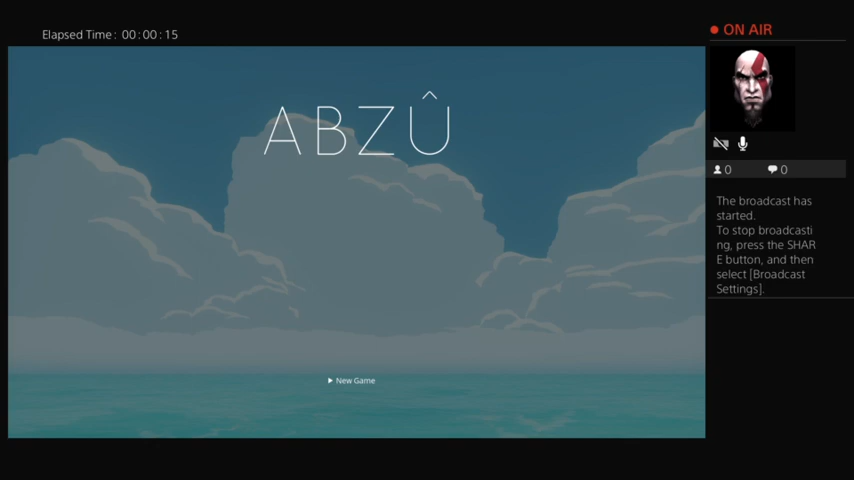 Elapsed Time: 00:00:15
ON AIR
ABZÛ
0 0
The broadcast has
started.
To stop broadcasti
ng, press the SHAR
E button, and then
select [Broadcast
Settings].
New Game